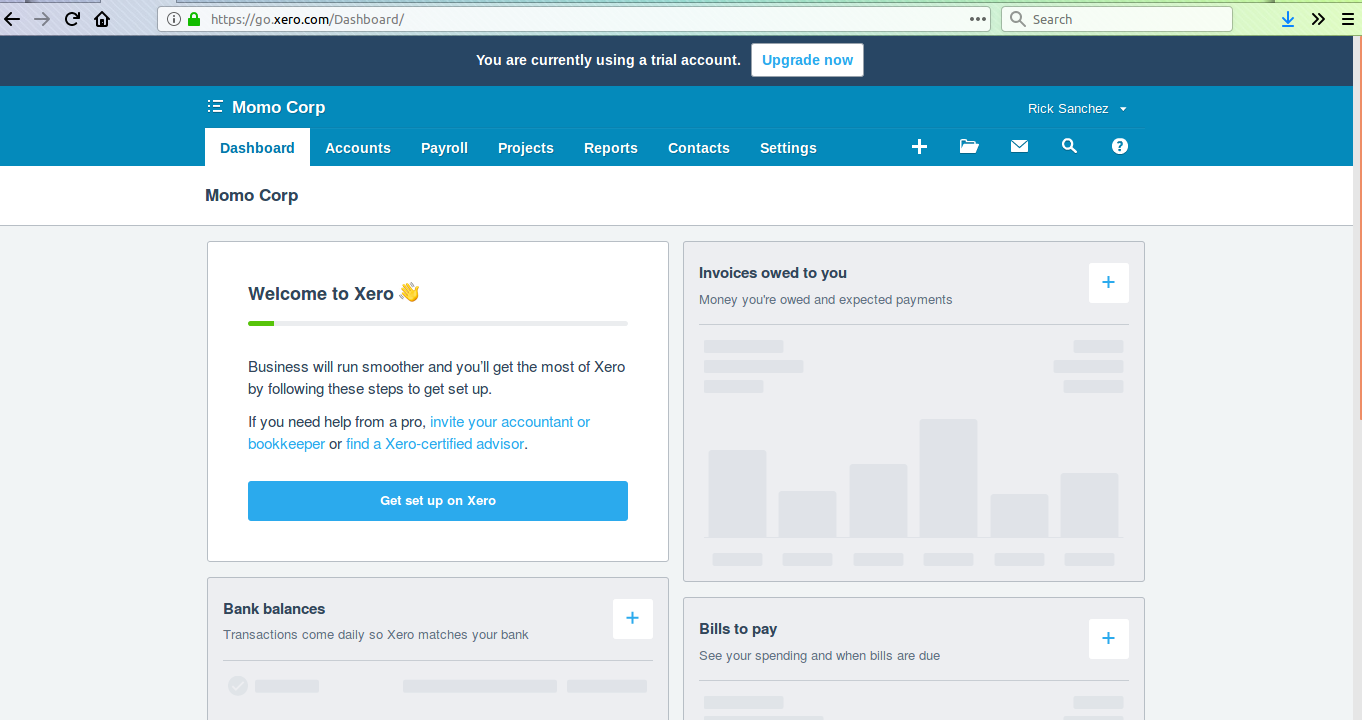 https://go.xero.com/Dashboard/
Search
You are currently using a trial account.
Upgrade now
Momo Corp
Rick Sanchez
Dashboard
Accounts
Payroll
Projects
Reports
Contacts
Settings
Momo Corp
Welcome to Xero
Business will run smoother and you'll get the most of Xero
by following these steps to get set up.
If you need help from a pro, invite your accountant or
bookkeeper or find a Xero-certified advisor.
Get set up on Xero
Invoices owed to you
Money you're owed and expected payments
Bank balances
Transactions come daily so Xero matches your bank
Bills to pay
See your spending and when bills are due